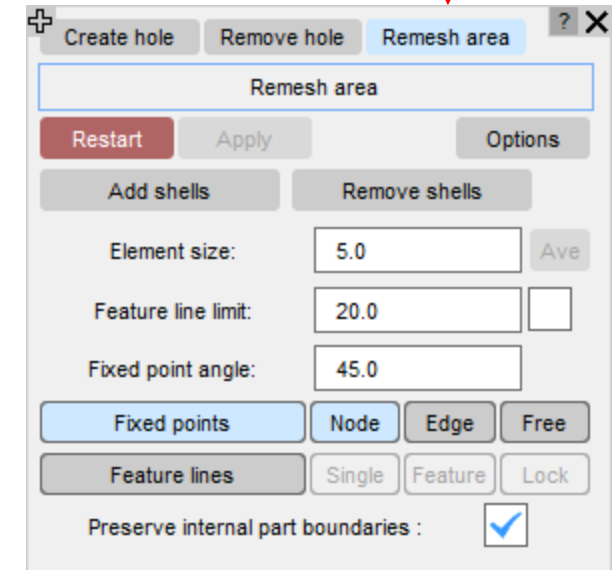 Create hole Remove hole Remesh area ?
Remesh area
Restart Apply Options
Add shells Remove shells
Element size: 5.0 Ave
Feature line limit: 20.0
Fixed point angle: 45.0
Fixed points Node Edge Free
Feature lines Single Feature Lock
Preserve internal part boundaries :